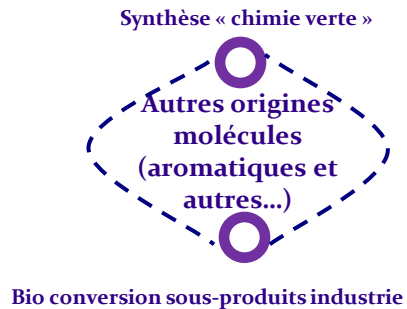 Synthèse « chimie verte »
Autres origines
molécules
(aromatiques et
autres...)
Bio conversion sous-produits industrie